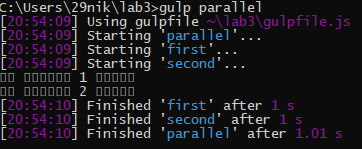 C:\Users\29nik\lab3>gulp parallel
[20:54:09] Using gulpfile ~\lab3\gulpfile.js
[20:54:09] Starting 'parallel'...
[20:54:09] Starting 'first'...
[20:54:09] Starting 'second'...
1
2
[20:54:10] Finished 'first' after 1 s
[20:54:10] Finished 'second' after 1 s
[20:54:10] Finished 'parallel' after 1.01 s